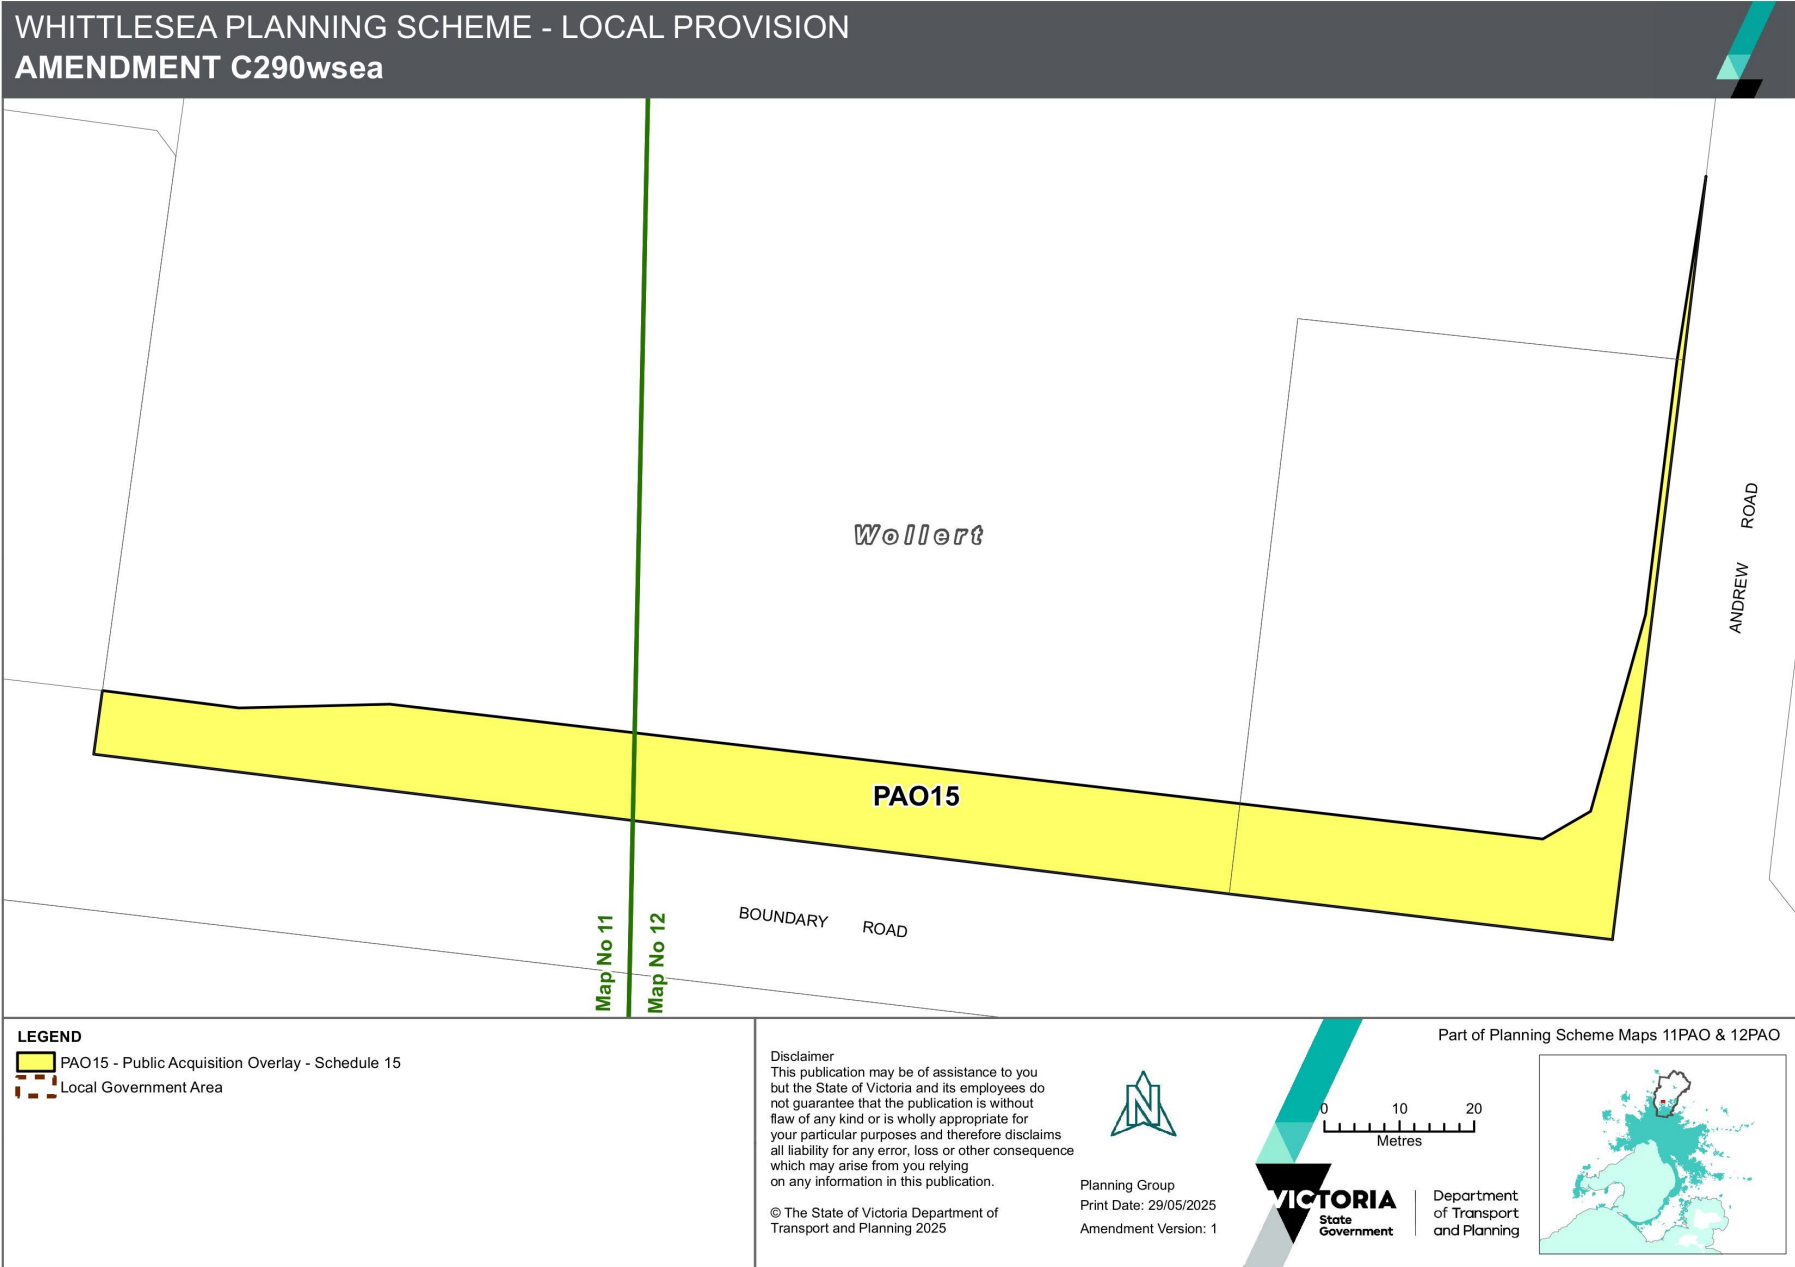 WHITTLESEA PLANNING SCHEME - LOCAL PROVISION
AMENDMENT C290wsea
Wollert
ANDREW ROAD
PAO15
BOUNDARY ROAD
Map No 11
Map No 12
LEGEND
PAO15 - Public Acquisition Overlay - Schedule 15
Local Government Area
Disclaimer
This publication may be of assistance to you
but the State of Victoria and its employees do
not guarantee that the publication is without
flaw of any kind or is wholly appropriate for
your particular purposes and therefore disclaims
all liability for any error, loss or other consequence
which may arise from you relying
on any information in this publication.
© The State of Victoria Department of
Transport and Planning 2025
N
Planning Group
Print Date: 29/05/2025
Amendment Version: 1
Part of Planning Scheme Maps 11PAO & 12PAO
0 10 20
Metres
VICTORIA
State
Government
Department
of Transport
and Planning